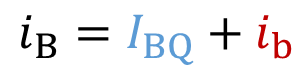 i_B = I_BQ + i_b